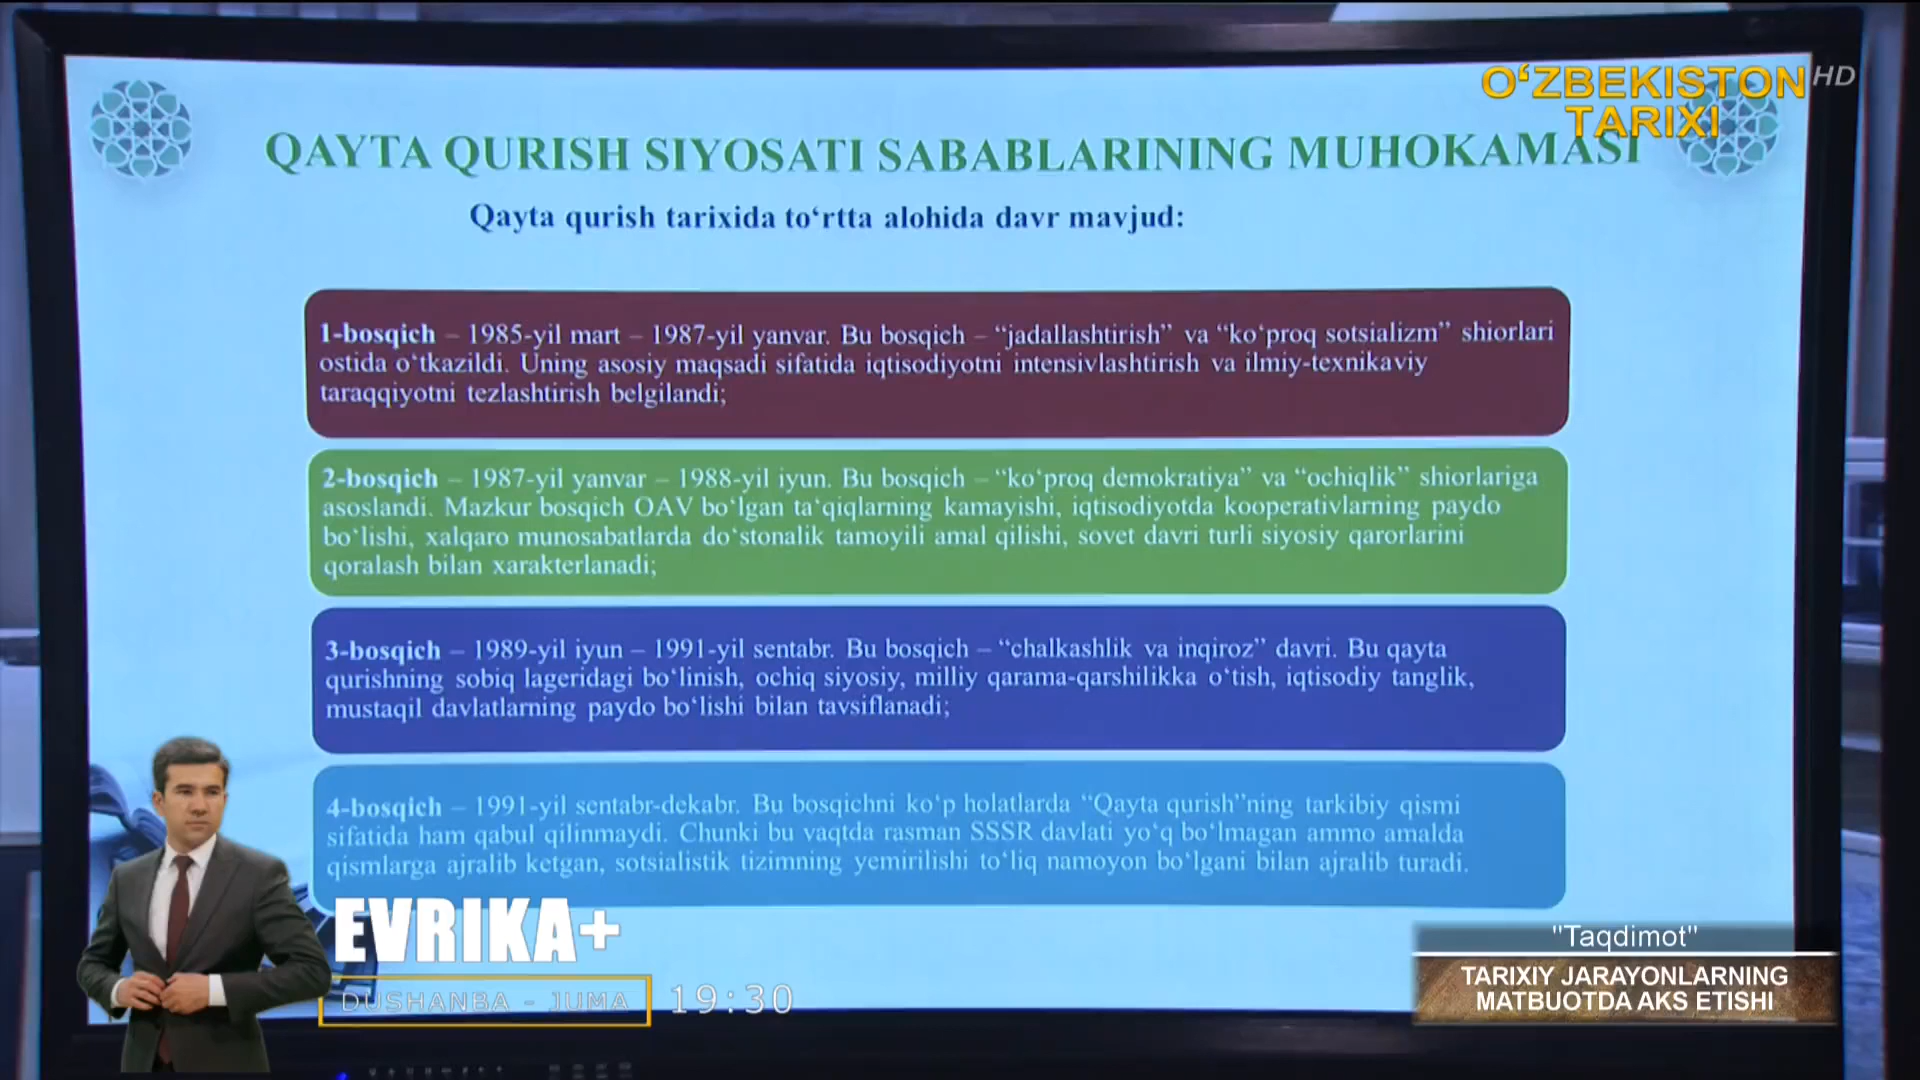 O‘ZBEKISTON HD
TARIXI
QAYTA QURISH SIYOSATI SABABLARINING MUHOKAMASI
Qayta qurish tarixida to‘rtta alohida davr mavjud:
1-bosqich – 1985-yil mart – 1987-yil yanvar. Bu bosqich – “jadallashtirish” va “ko‘proq sotsializm” shiorlari
ostida o‘tkazildi. Uning asosiy maqsadi sifatida iqtisodiyotni intensivlashtirish va ilmiy-texnikaviy
taraqqiyotni tezlashtirish belgilandi;
2-bosqich – 1987-yil yanvar – 1988-yil iyun. Bu bosqich – “ko‘proq demokratiya” va “ochiqlik” shiorlariga
asoslandi. Mazkur bosqich OAV bo‘lgan ta‘qiqlarning kamayishi, iqtisodiyotda kooperativlarning paydo
bo‘lishi, xalqaro munosabatlarda do‘stonalik tamoyili amal qilishi, sovet davri turli siyosiy qarorlarini
qoralash bilan xarakterlanadi;
3-bosqich – 1989-yil iyun – 1991-yil sentabr. Bu bosqich – “chalkashlik va inqiroz” davri. Bu qayta
qurishning sobiq lageridagi bo‘linish, ochiq siyosiy, milliy qarama-qarshilikka o‘tish, iqtisodiy tanglik,
mustaqil davlatlarning paydo bo‘lishi bilan tavsiflanadi;
4-bosqich – 1991-yil sentabr-dekabr. Bu bosqichni ko‘p holatlarda “Qayta qurish”ning tarkibiy qismi
sifatida ham qabul qilinmaydi. Chunki bu vaqtda rasman SSSR davlati yo‘q bo‘lmagan ammo amalda
qismlarga ajralib ketgan, sotsialistik tizimning yemirilishi to‘liq namoyon bo‘lgani bilan ajralib turadi.
EVRIKA+
DUSHANBA - JUMA 19:30
"Taqdimot"
TARIXIY JARAYONLARNING
MATBUOTDA AKS ETISHI